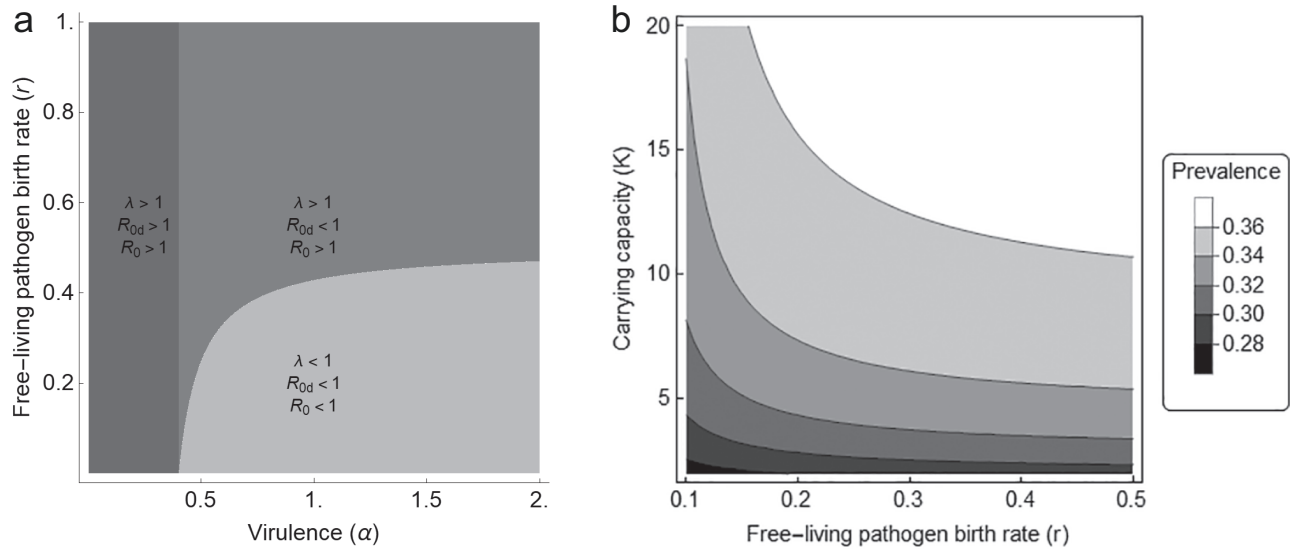 a
Free–living pathogen birth rate (r)
1.
0.8
0.6
0.4
0.2
λ > 1
R0d > 1
R0 > 1
λ > 1
R0d < 1
R0 > 1
λ < 1
R0d < 1
R0 < 1
0.5
1.
1.5
2.
Virulence (α)
b
Carrying capacity (K)
20
15
10
5
0.1
0.2
0.3
0.4
0.5
Free–living pathogen birth rate (r)
Prevalence
0.36
0.34
0.32
0.30
0.28